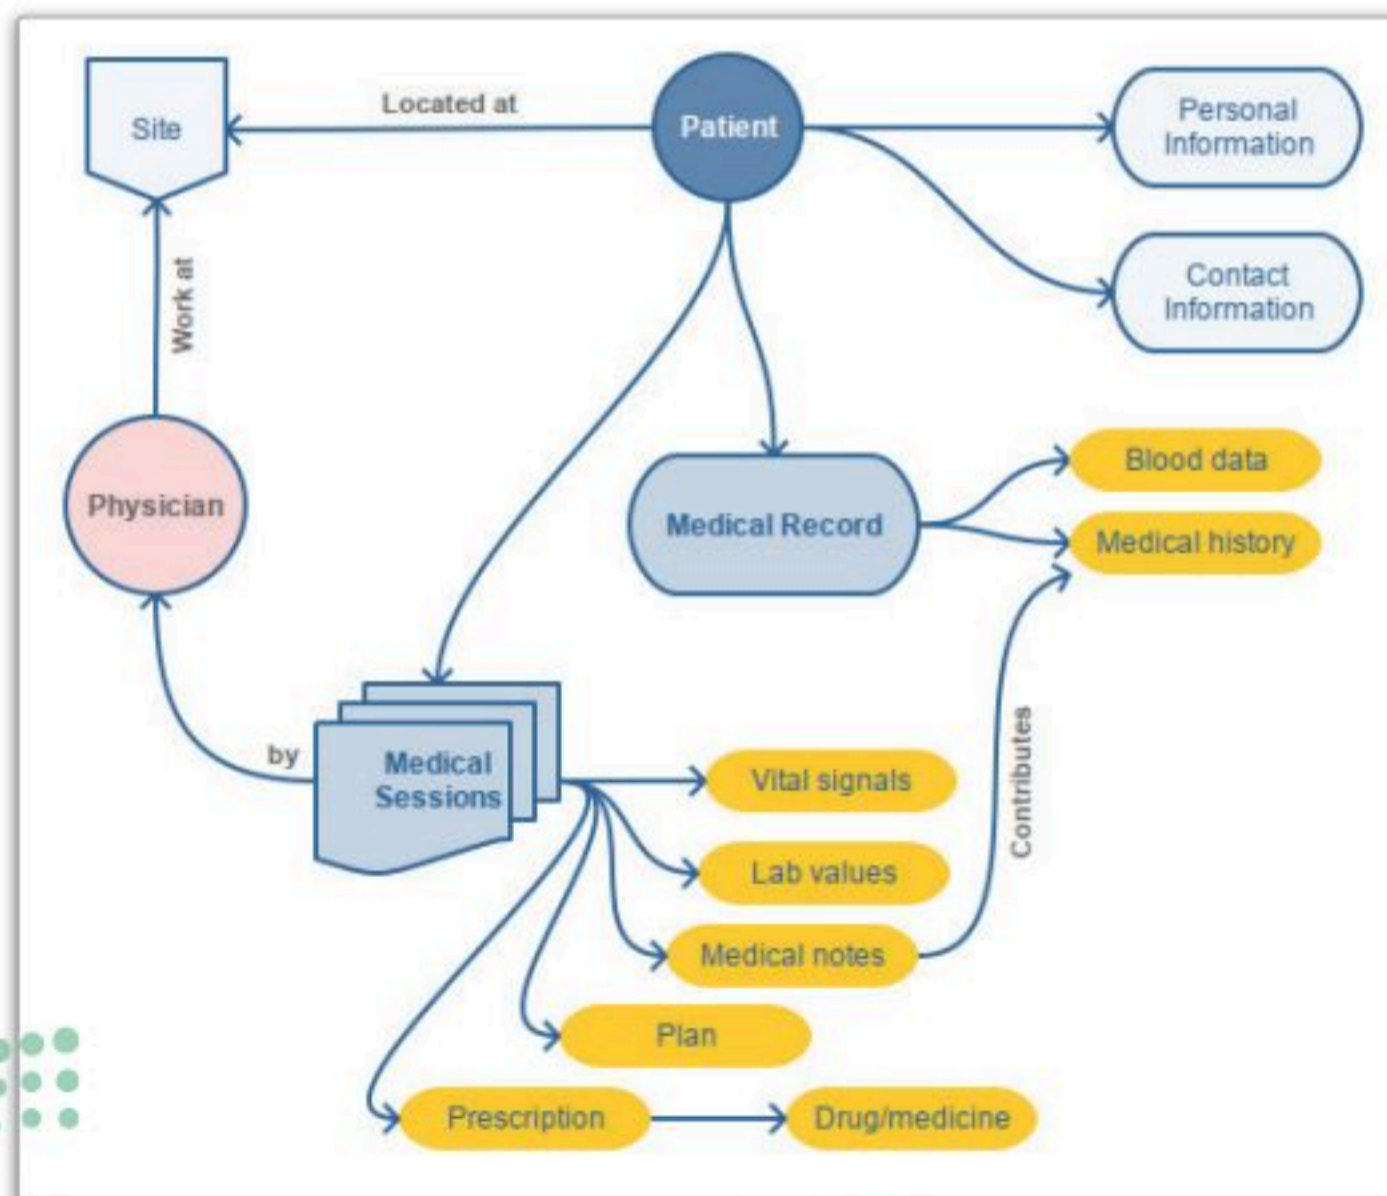 Site
Located at
Patient
Personal
Information
Contact
Information
Work at
Physician
Medical Record
Blood data
Medical history
by
Medical
Sessions
Contributes
Vital signals
Lab values
Medical notes
Plan
Prescription
Drug/medicine